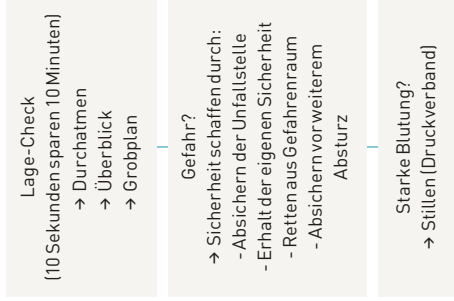 Lage-Check
(10 Sekunden sparen 10 Minuten)
→ Durchatmen
→ Überblick
→ Grobplan
Gefahr?
→ Sicherheit schaffen durch:
- Absichern der Unfallstelle
- Erhalt der eigenen Sicherheit
- Retten aus Gefahrenraum
- Absichern vor weiterem
Absturz
Starke Blutung?
→ Stillen (Druckverband)